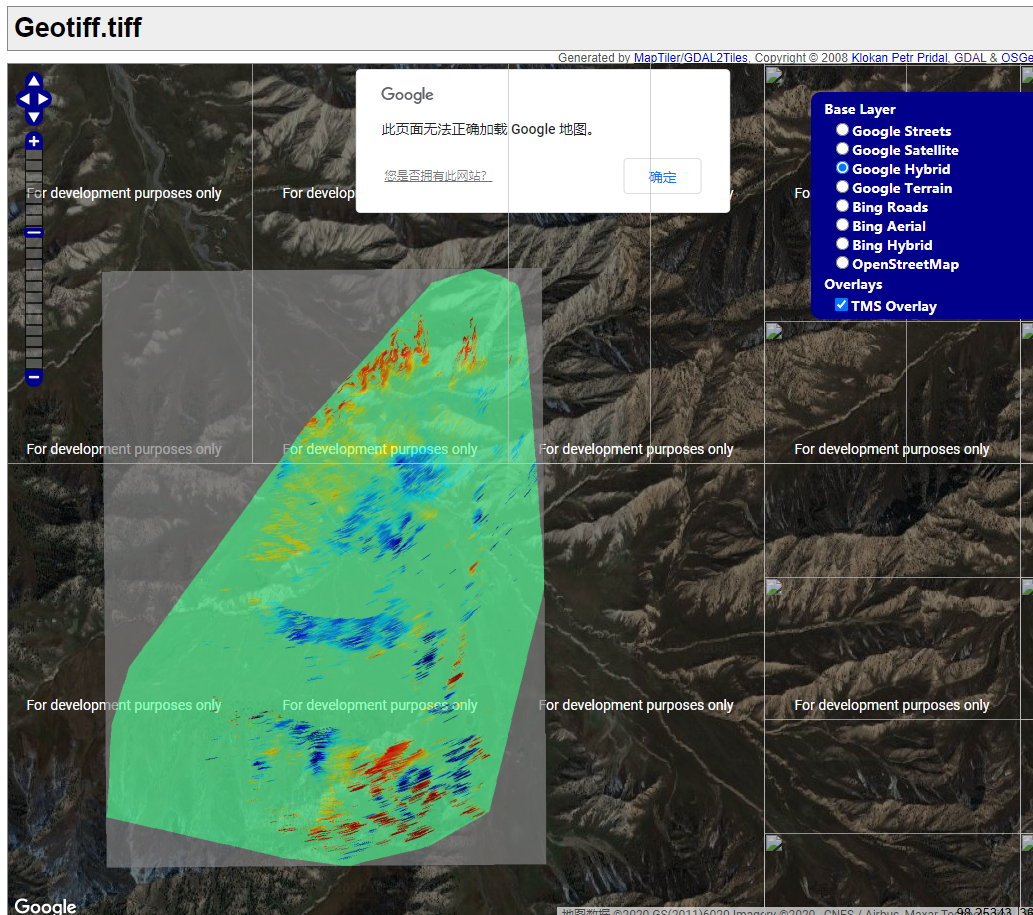 Geotiff.tiff
Generated by MapTiler/GDAL2Tiles, Copyright © 2008 Klokan Petr Pridal, GDAL & OSGe
Google
此页面无法正确加载 Google 地图。
您是否拥有此网站？
确定
Base Layer
Google Streets
Google Satellite
Google Hybrid
Google Terrain
Bing Roads
Bing Aerial
Bing Hybrid
OpenStreetMap
Overlays
TMS Overlay
For development purposes only
For develop
Fo
For development purposes only
For development purposes only
For development purposes only
For development purposes only
For development purposes only
For development purposes only
For development purposes only
For development purposes only
Google
地图数据 ©2020 GS(2011)6020 Imagery ©2020 , CNES / Airbus, Maxar